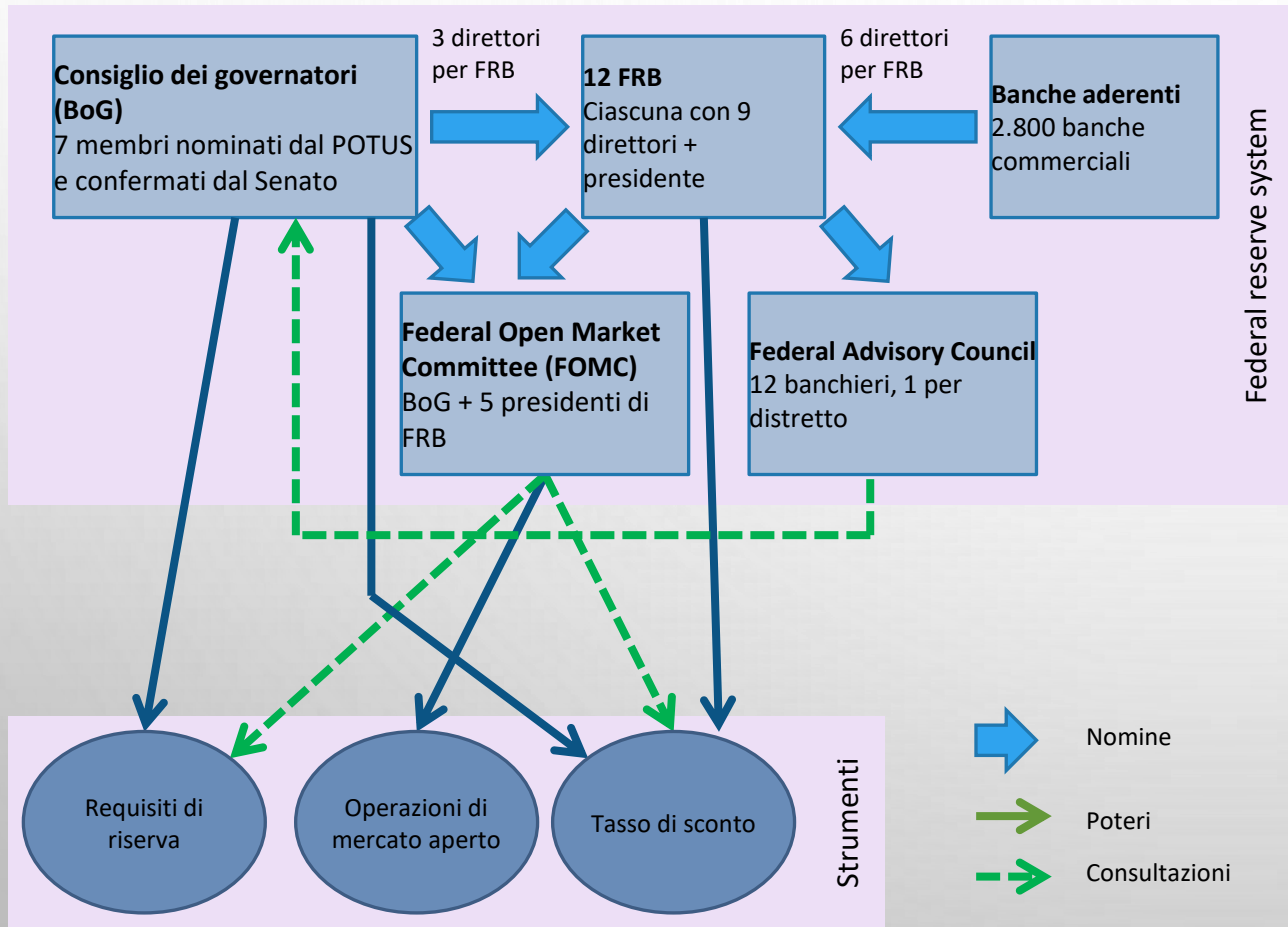 3 direttori
per FRB
6 direttori
per FRB
Consiglio dei governatori
(BoG)
7 membri nominati dal POTUS
e confermati dal Senato
12 FRB
Ciascuna con 9
direttori +
presidente
Banche aderenti
2.800 banche
commerciali
Federal Open Market
Committee (FOMC)
BoG + 5 presidenti di
FRB
Federal Advisory Council
12 banchieri, 1 per
distretto
Federal reserve system
Requisiti di
riserva
Operazioni di
mercato aperto
Tasso di sconto
Strumenti
Nomine
Poteri
Consultazioni